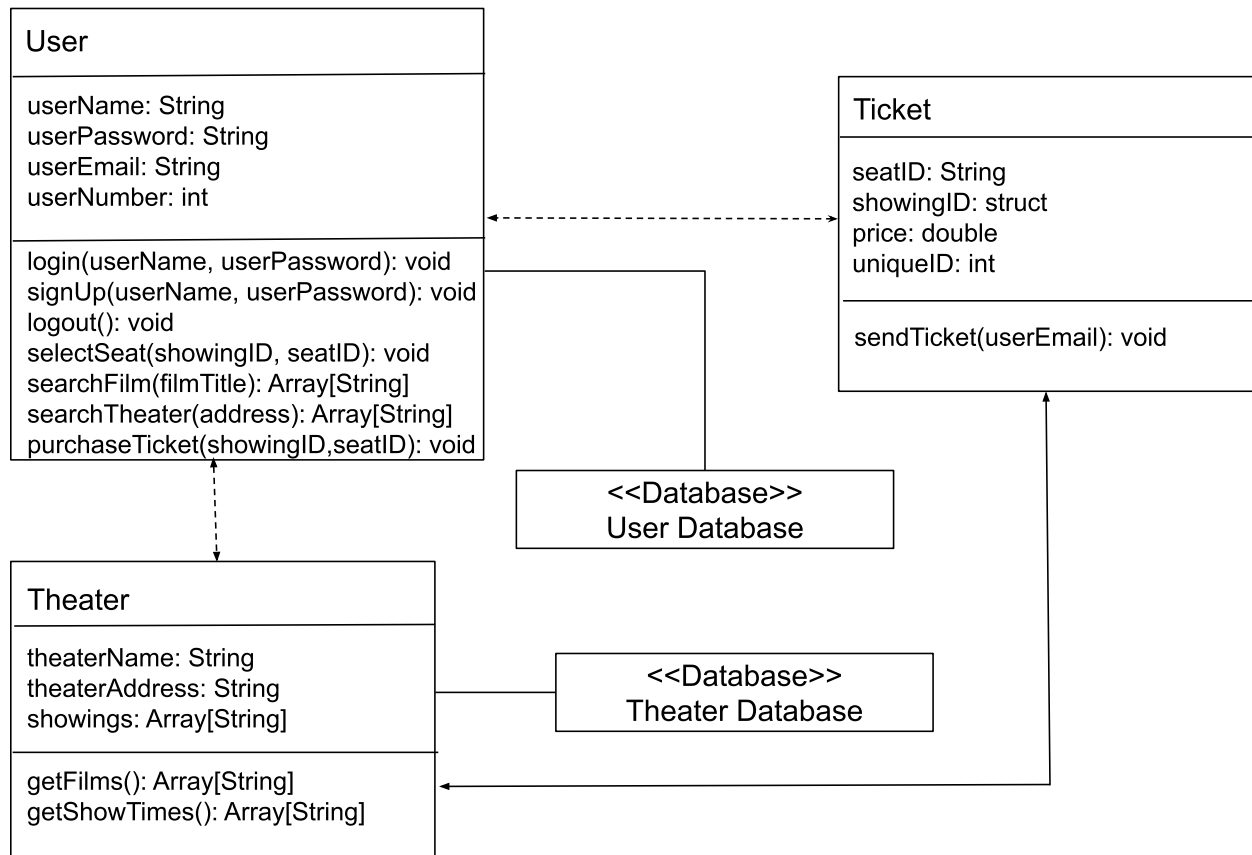 User
userName: String
userPassword: String
userEmail: String
userNumber: int
login(userName, userPassword): void
signUp(userName, userPassword): void
logout(): void
selectSeat(showingID, seatID): void
searchFilm(filmTitle): Array[String]
searchTheater(address): Array[String]
purchaseTicket(showingID,seatID): void
Ticket
seatID: String
showingID: struct
price: double
uniqueID: int
sendTicket(userEmail): void
<<Database>>
User Database
Theater
theaterName: String
theaterAddress: String
showings: Array[String]
getFilms(): Array[String]
getShowTimes(): Array[String]
<<Database>>
Theater Database